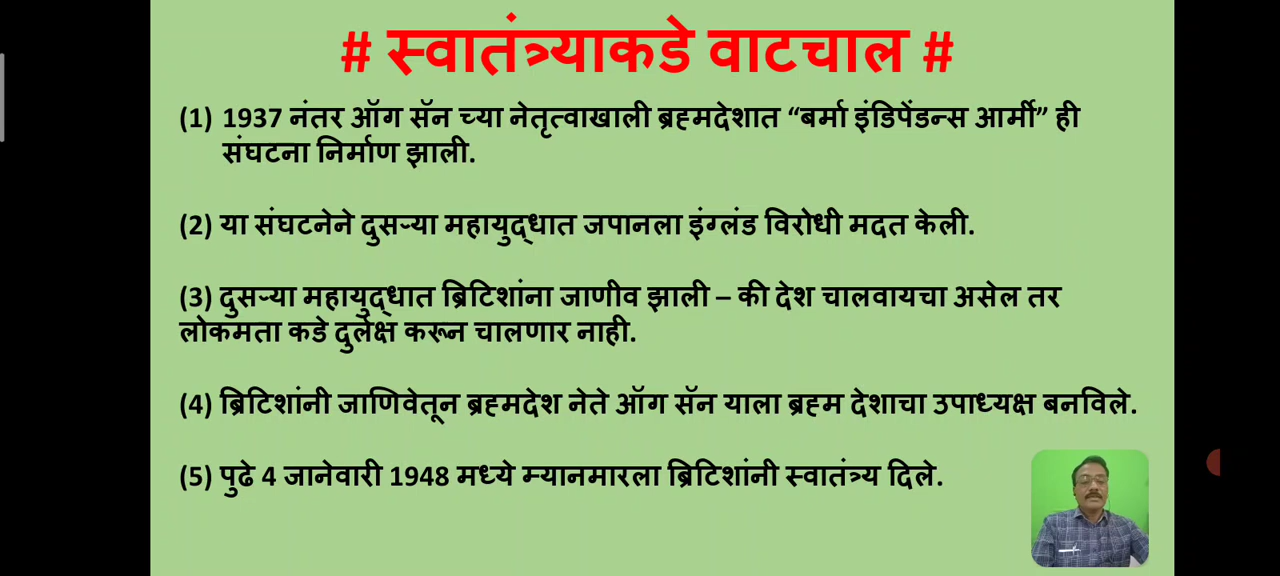 # स्वातंत्र्याकडे वाटचाल #
(1) 1937 नंतर ऑग सॅन च्या नेतृत्वाखाली ब्रह्मदेशात “बर्मा इंडिपेंडन्स आर्मी” ही
संघटना निर्माण झाली.
(2) या संघटनेने दुसऱ्या महायुद्धात जपानला इंग्लंड विरोधी मदत केली.
(3) दुसऱ्या महायुद्धात ब्रिटिशांना जाणीव झाली – की देश चालवायचा असेल तर
लोकमता कडे दुर्लक्ष करून चालणार नाही.
(4) ब्रिटिशांनी जाणिवेतून ब्रह्मदेश नेते ऑग सॅन याला ब्रह्म देशाचा उपाध्यक्ष बनविले.
(5) पुढे 4 जानेवारी 1948 मध्ये म्यानमारला ब्रिटिशांनी स्वातंत्र्य दिले.